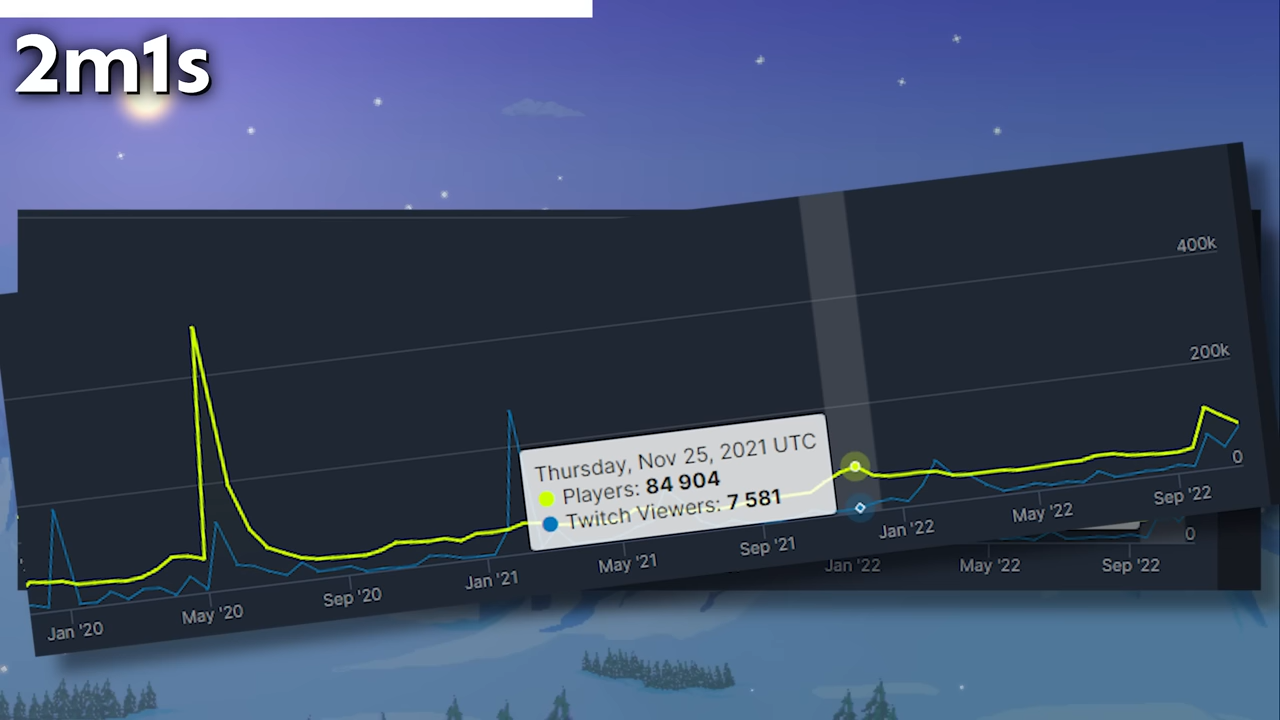 2m1s
400k
200k
0
Thursday, Nov 25, 2021 UTC
Players: 84 904
Twitch Viewers: 7 581
Jan '20
May '20
Sep '20
Jan '21
May '21
Sep '21
Jan '22
May '22
Sep '22
0
Jan '22
May '22
Sep '22